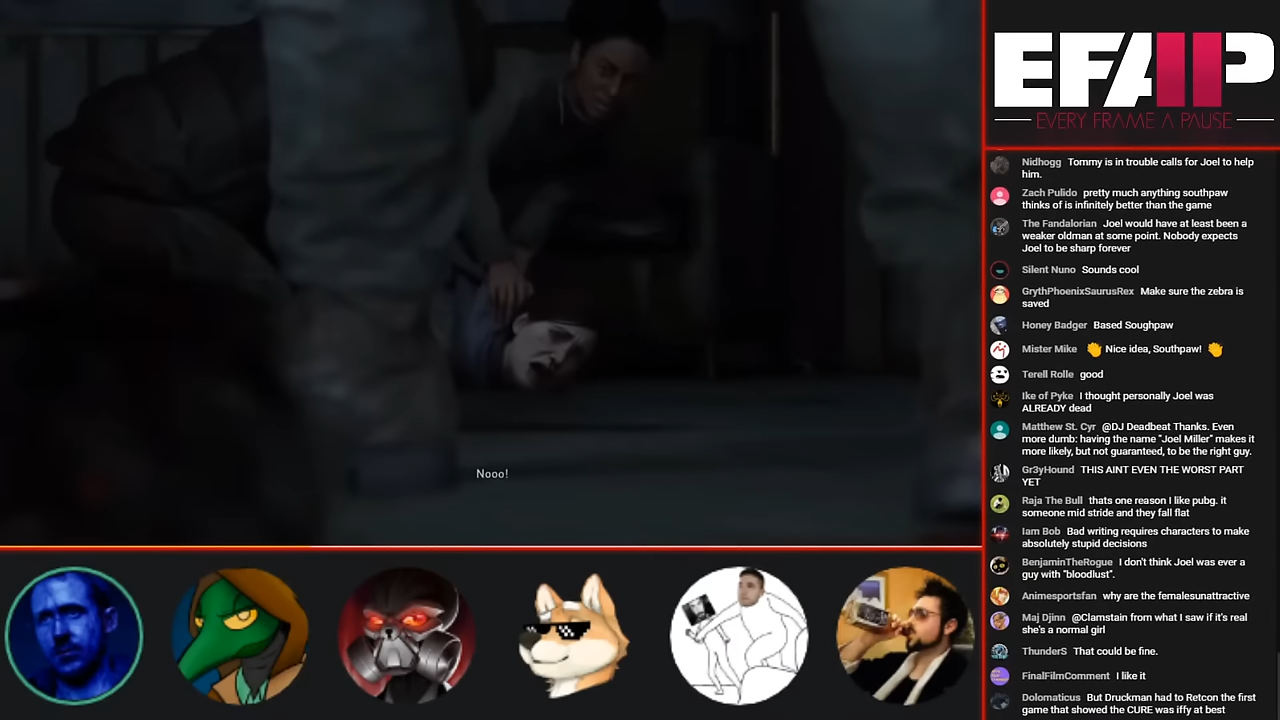 Nooo!
EFAP
EVERY FRAME A PAUSE
Nidhogg Tommy is in trouble calls for Joel to help
him.
Zach Pulido pretty much anything southpaw
thinks of is infinitely better than the game
The Fandalorian Joel would have at least been a
weaker oldman at some point. Nobody expects
Joel to be sharp forever
Silent Nuno Sounds cool
GrythPhoenixSaurusRex Make sure the zebra is
saved
Honey Badger Based Soughpaw
Mister Mike 👏 Nice idea, Southpaw! 👏
Terell Rolle good
Ike of Pyke I thought personally Joel was
ALREADY dead
Matthew St. Cyr @DJ Deadbeat Thanks. Even
more dumb: having the name "Joel Miller" makes it
more likely, but not guaranteed, to be the right guy.
Gr3yHound THIS AINT EVEN THE WORST PART
YET
Raja The Bull thats one reason I like pubg. it
someone mid stride and they fall flat
Iam Bob Bad writing requires characters to make
absolutely stupid decisions
BenjaminTheRogue I don't think Joel was ever a
guy with "bloodlust".
Animesportsfan why are the femalesunattractive
Maj Djinn @Clamstain from what I saw if it's real
she's a normal girl
ThunderS That could be fine.
FinalFilmComment I like it
Dolomaticus But Druckman had to Retcon the first
game that showed the CURE was iffy at best